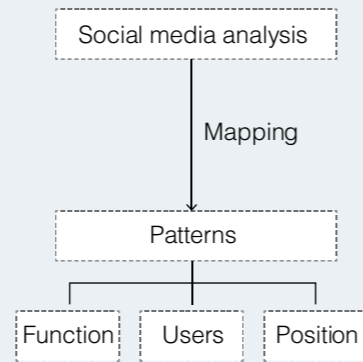 Social media analysis
Mapping
Patterns
Function
Users
Position